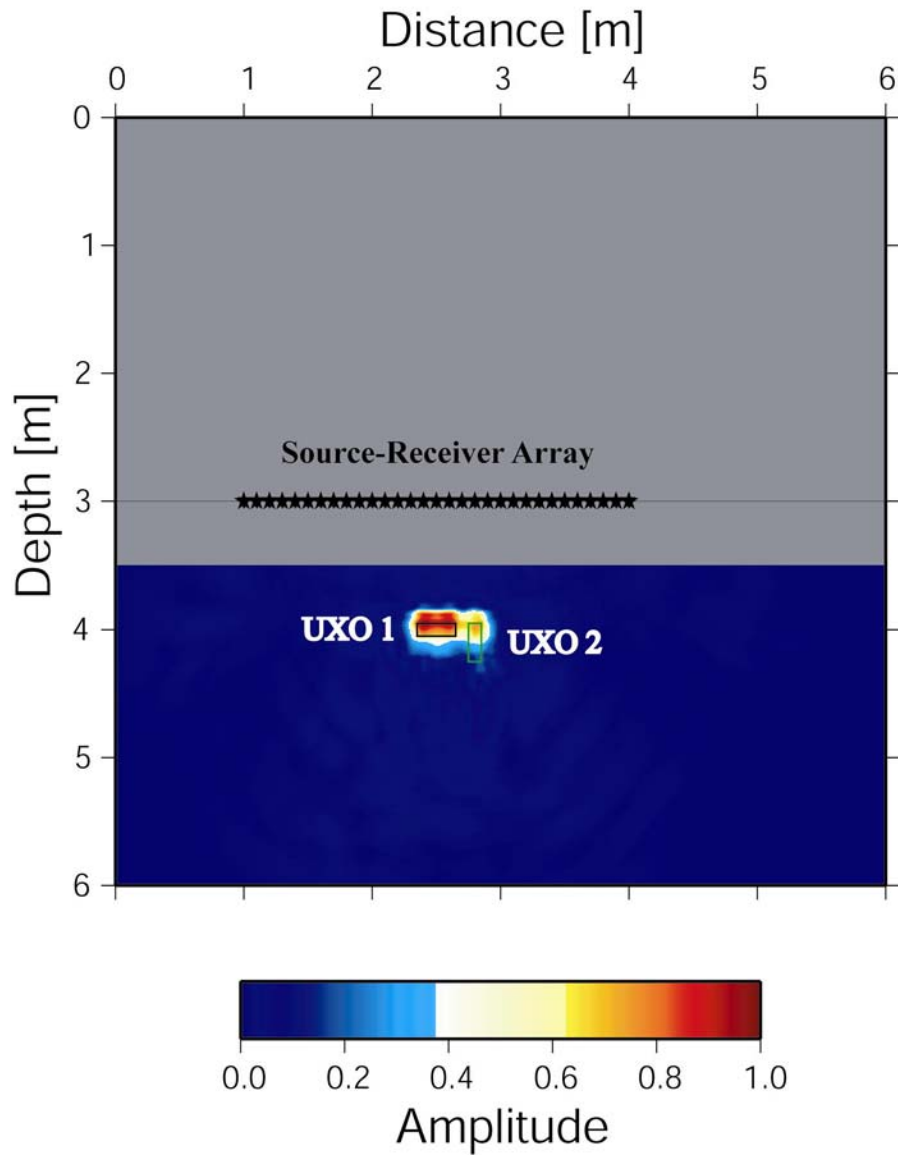 Distance [m]
0 1 2 3 4 5 6
0
1
2
Depth [m]
Source-Receiver Array
3
UXO 1 4 UXO 2
5
6
0.0 0.2 0.4 0.6 0.8 1.0
Amplitude